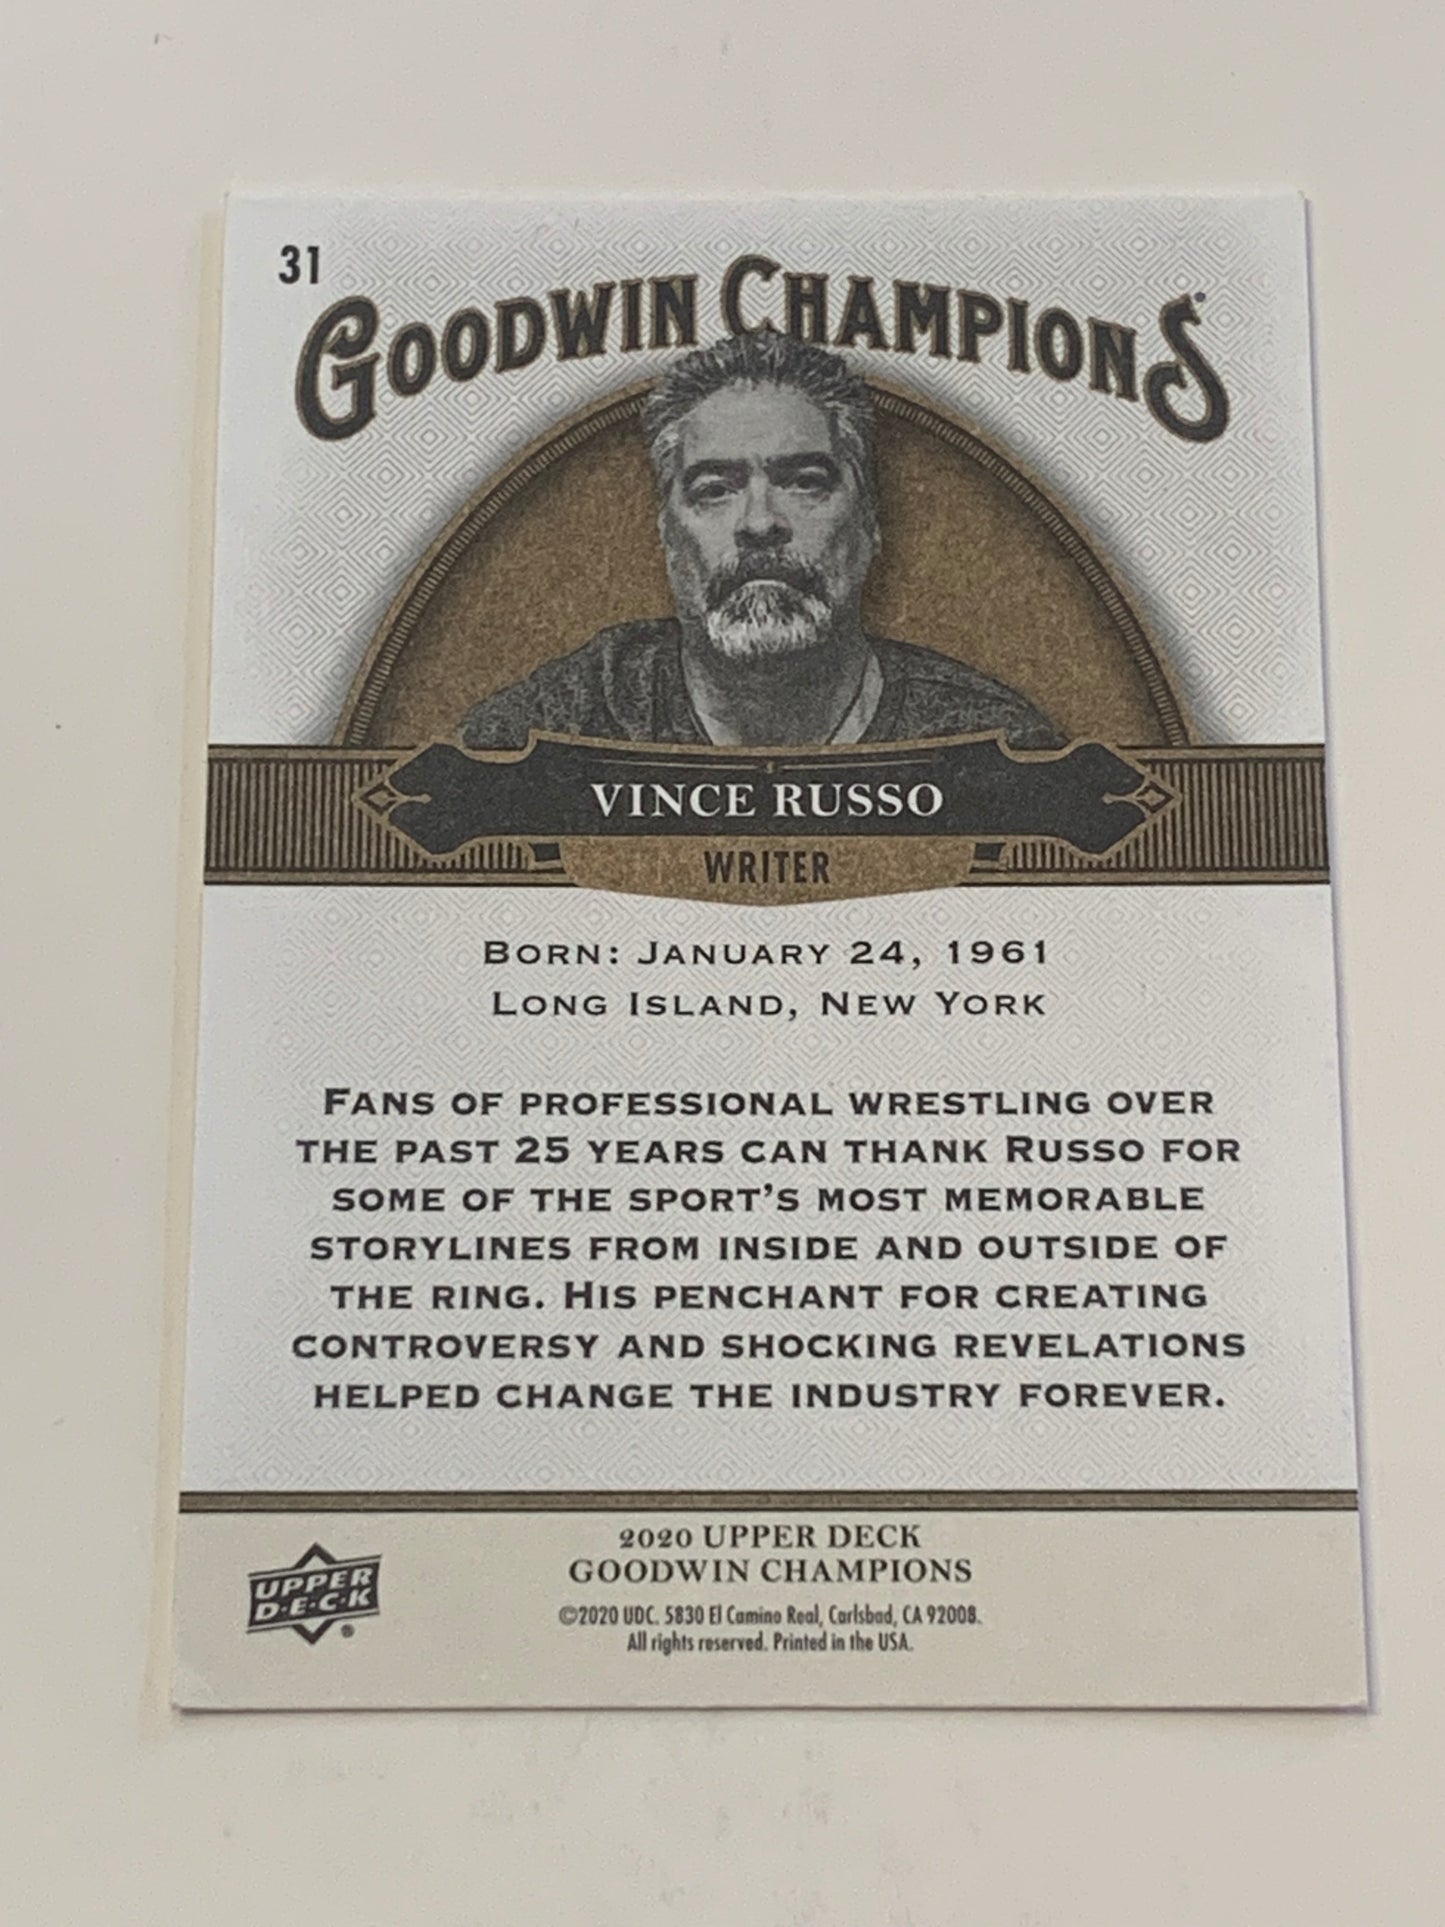 31
GOODWIN CHAMPIONS
VINCE RUSSO
WRITER
BORN: JANUARY 24, 1961
LONG ISLAND, NEW YORK
FANS OF PROFESSIONAL WRESTLING OVER
THE PAST 25 YEARS CAN THANK RUSSO FOR
SOME OF THE SPORT'S MOST MEMORABLE
STORYLINES FROM INSIDE AND OUTSIDE OF
THE RING. HIS PENCHANT FOR CREATING
CONTROVERSY AND SHOCKING REVELATIONS
HELPED CHANGE THE INDUSTRY FOREVER.
UPPER
D·E·C·K®
2020 UPPER DECK
GOODWIN CHAMPIONS
©2020 UDC. 5830 El Camino Real, Carlsbad, CA 92008.
All rights reserved. Printed in the USA.